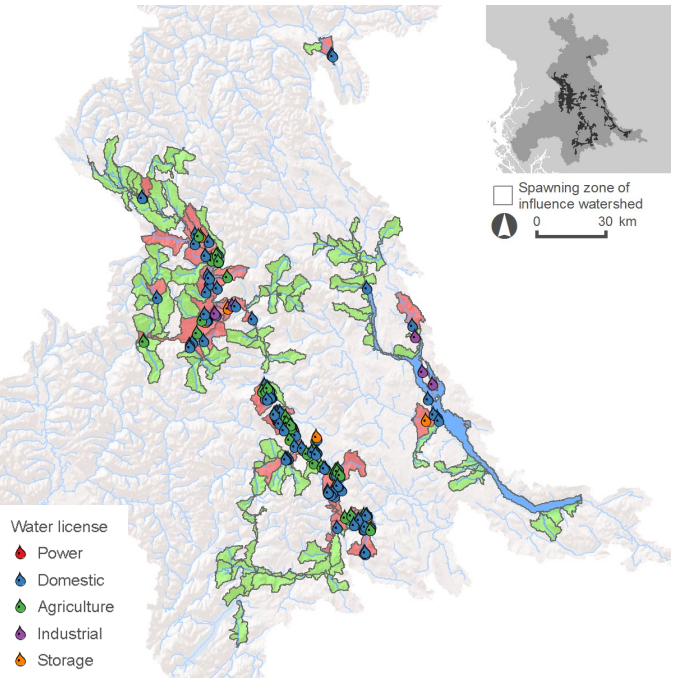 Spawning zone of
influence watershed
0 30 km
Water license
Power
Domestic
Agriculture
Industrial
Storage